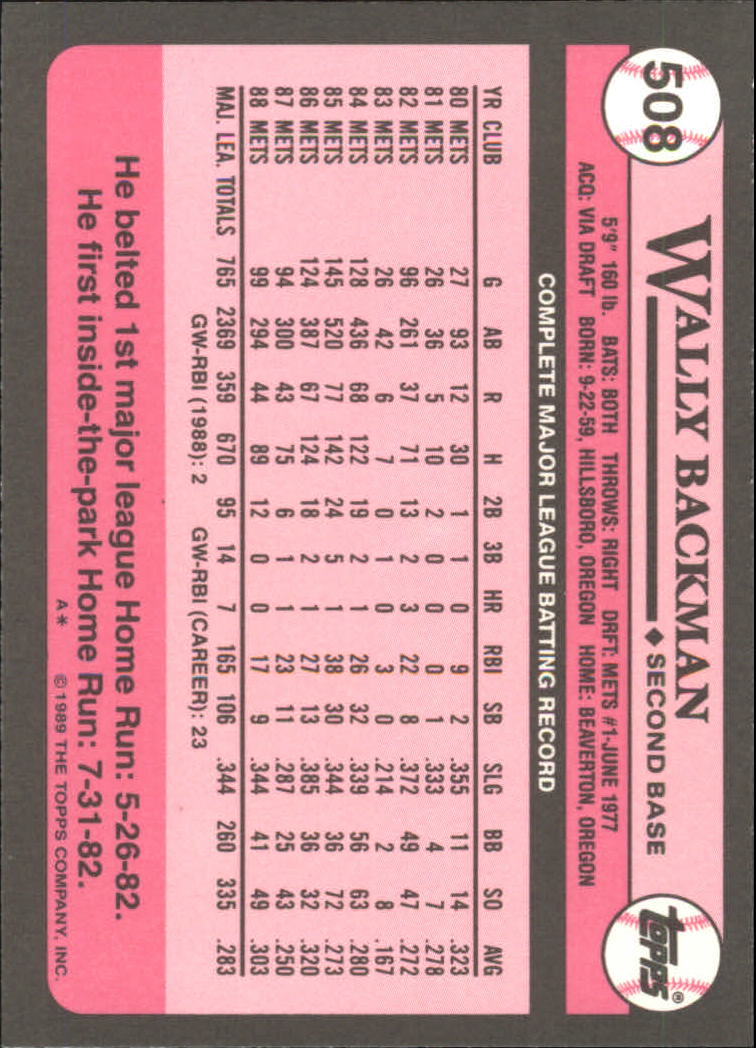 508
WALLY BACKMAN
◆ SECOND BASE
TOPPS®
5'9" 160 lb. BATS: BOTH THROWS: RIGHT DRFT: METS #1-JUNE 1977
ACQ: VIA DRAFT BORN: 9-22-59, HILLSBORO, OREGON HOME: BEAVERTON, OREGON
COMPLETE MAJOR LEAGUE BATTING RECORD
YR CLUB G AB R H 2B 3B HR RBI SB SLG BB SO AVG
80 METS 27 93 12 30 1 1 0 9 2 .355 11 14 .323
81 METS 26 36 5 10 2 0 0 0 1 .333 4 7 .278
82 METS 96 261 37 71 13 2 3 22 8 .372 49 47 .272
83 METS 26 42 6 7 0 1 0 3 0 .214 2 8 .167
84 METS 128 436 68 122 19 2 1 26 32 .339 56 63 .280
85 METS 145 520 77 142 24 5 1 38 30 .344 36 72 .273
86 METS 124 387 67 124 18 2 1 27 13 .385 36 32 .320
87 METS 94 300 43 75 6 1 1 23 11 .287 25 43 .250
88 METS 99 294 44 89 12 0 0 17 9 .344 41 49 .303
MAJ. LEA. TOTALS 765 2369 359 670 95 14 7 165 106 .344 260 335 .283
GW-RBI (1988): 2 GW-RBI (CAREER): 23
He belted 1st major league Home Run: 5-26-82.
He first inside-the-park Home Run: 7-31-82.
A* ©1989 THE TOPPS COMPANY, INC.